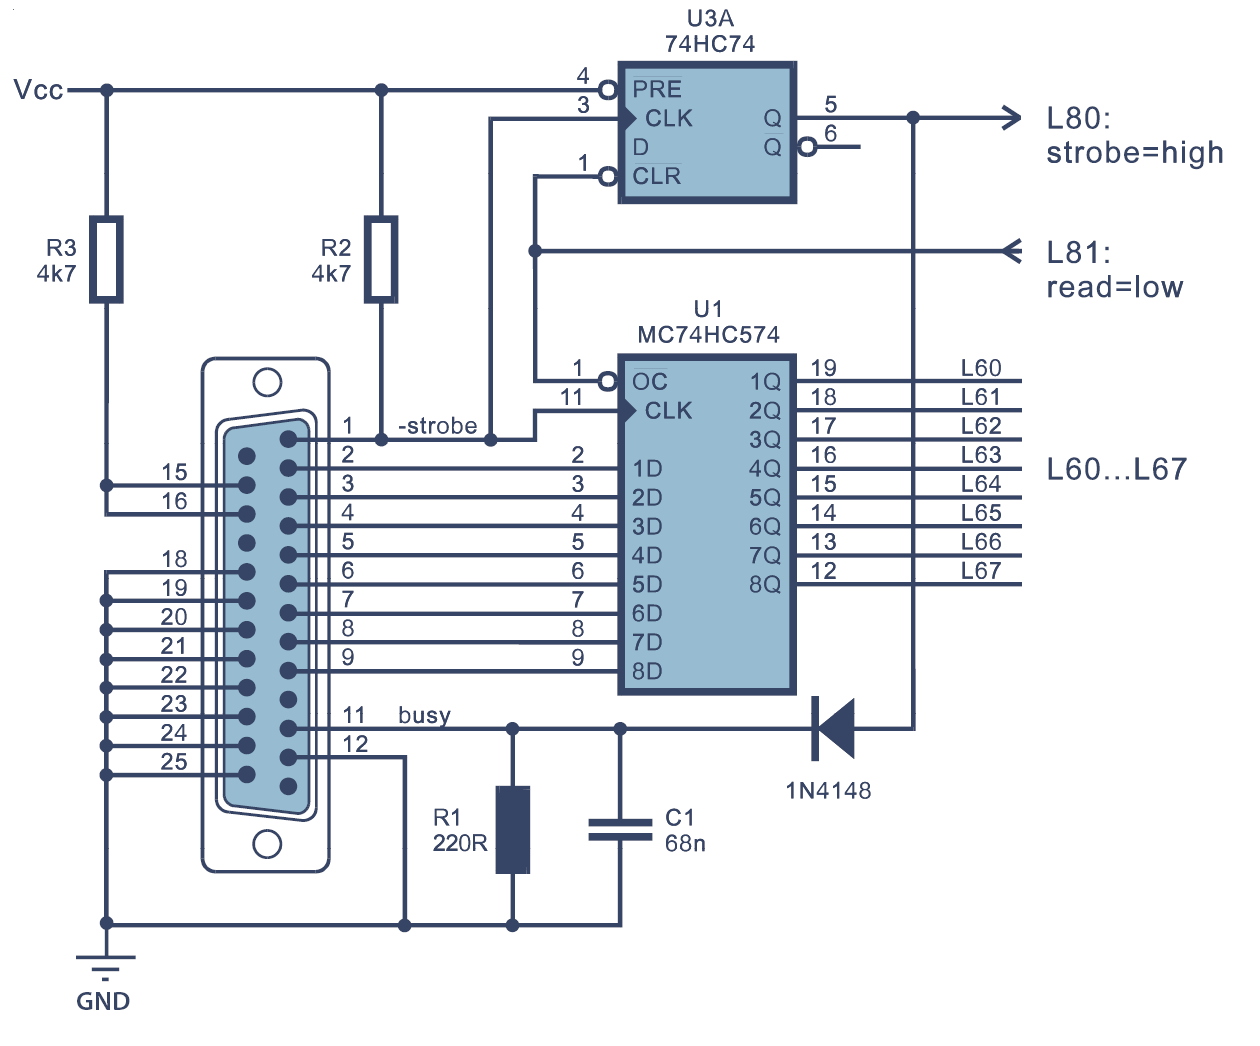 U3A
74HC74
Vcc
4
PRE
3
CLK
Q
5
L80:
strobe=high
D
Q
6
1
CLR
R3
4k7
R2
4k7
L81:
read=low
U1
MC74HC574
1
OC
1Q
19
L60
11
CLK
2Q
18
L61
1
-strobe
3Q
17
L62
2
2
1D
4Q
16
L63
L60...L67
15
3
3
2D
5Q
15
L64
16
4
4
3D
6Q
14
L65
5
5
4D
7Q
13
L66
18
6
6
5D
8Q
12
L67
19
7
7
6D
20
8
8
7D
21
9
9
8D
22
23
11
busy
24
12
25
1N4148
R1
220R
C1
68n
GND